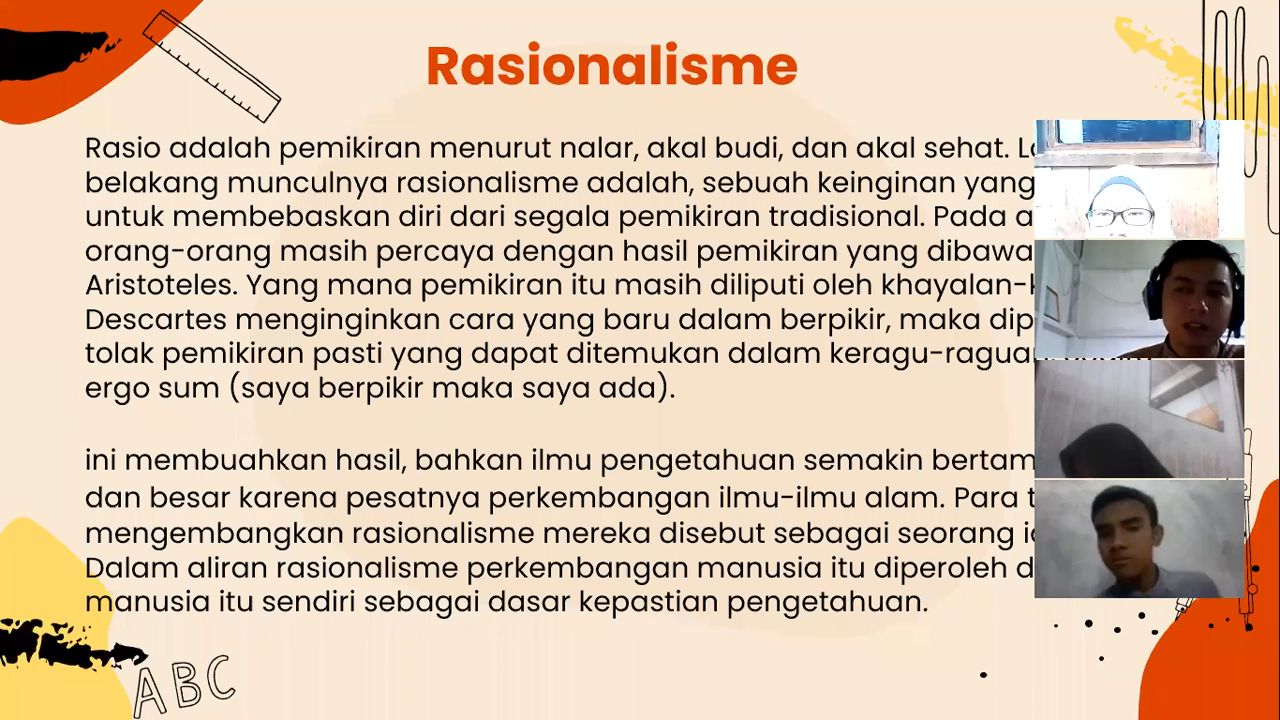 Rasionalisme
Rasio adalah pemikiran menurut nalar, akal budi, dan akal sehat.
belakang munculnya rasionalisme adalah, sebuah keinginan yang
untuk membebaskan diri dari segala pemikiran tradisional. Pada
orang-orang masih percaya dengan hasil pemikiran yang dibawa
Aristoteles. Yang mana pemikiran itu masih diliputi oleh khayalan-
Descartes menginginkan cara yang baru dalam berpikir, maka
tolak pemikiran pasti yang dapat ditemukan dalam keragu-raguan
ergo sum (saya berpikir maka saya ada).
ini membuahkan hasil, bahkan ilmu pengetahuan semakin
dan besar karena pesatnya perkembangan ilmu-ilmu alam. Para
mengembangkan rasionalisme mereka disebut sebagai seorang
Dalam aliran rasionalisme perkembangan manusia itu diperoleh
manusia itu sendiri sebagai dasar kepastian pengetahuan.
ABC